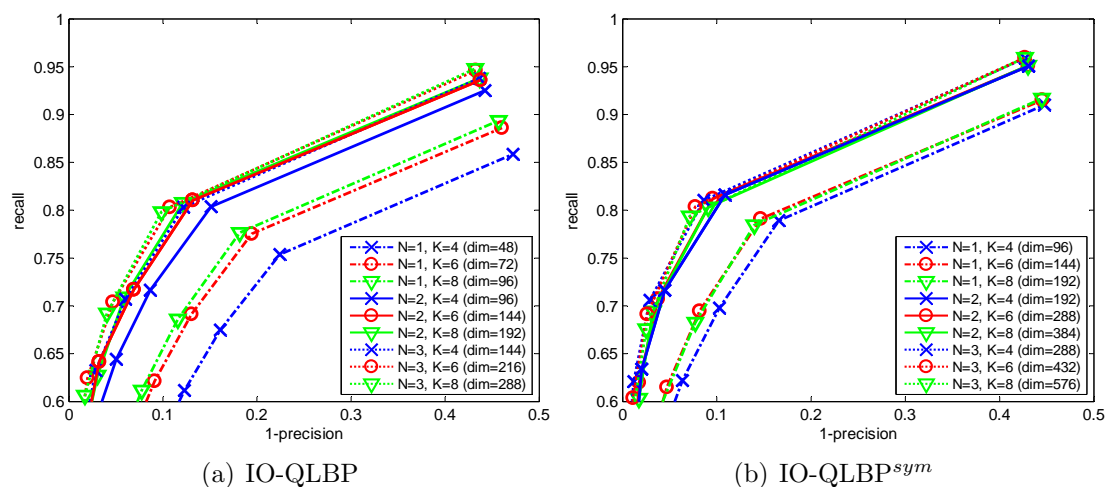 1
0.95
0.9
0.85
0.8
0.75
0.7
0.65
0.6
recall
0 0.1 0.2 0.3 0.4 0.5
1-precision
N=1, K=4 (dim=48)
N=1, K=6 (dim=72)
N=1, K=8 (dim=96)
N=2, K=4 (dim=96)
N=2, K=6 (dim=144)
N=2, K=8 (dim=192)
N=3, K=4 (dim=144)
N=3, K=6 (dim=216)
N=3, K=8 (dim=288)
(a) IO-QLBP
1
0.95
0.9
0.85
0.8
0.75
0.7
0.65
0.6
recall
0 0.1 0.2 0.3 0.4 0.5
1-precision
N=1, K=4 (dim=96)
N=1, K=6 (dim=144)
N=1, K=8 (dim=192)
N=2, K=4 (dim=192)
N=2, K=6 (dim=288)
N=2, K=8 (dim=384)
N=3, K=4 (dim=288)
N=3, K=6 (dim=432)
N=3, K=8 (dim=576)
(b) IO-QLBP^sym